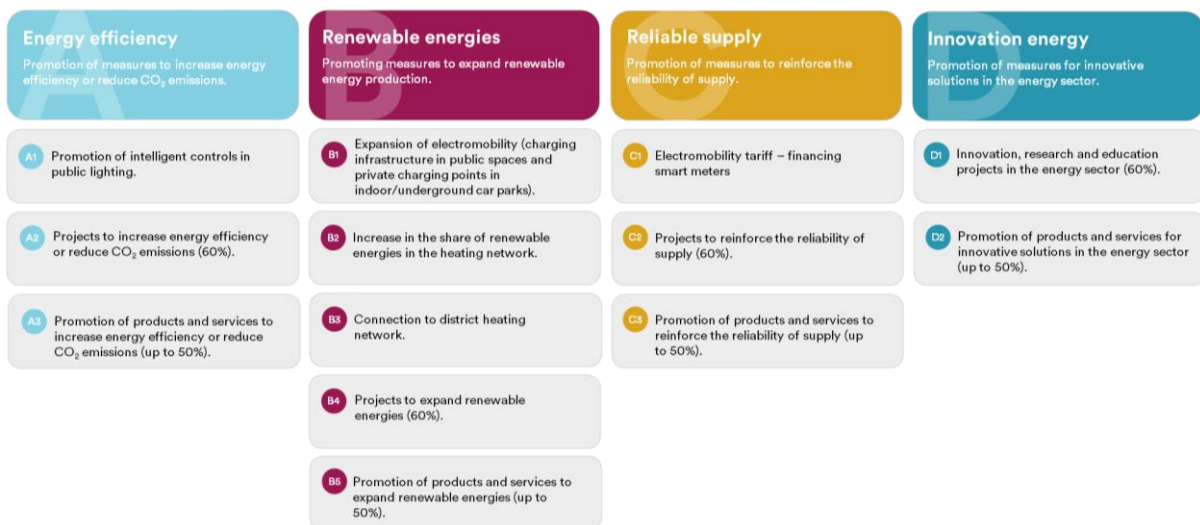 A
Energy efficiency
Promotion of measures to increase energy
efficiency or reduce CO₂ emissions.
A1
Promotion of intelligent controls in
public lighting.
A2
Projects to increase energy efficiency
or reduce CO₂ emissions (60%).
A3
Promotion of products and services to
increase energy efficiency or reduce
CO₂ emissions (up to 50%).
B
Renewable energies
Promoting measures to expand renewable
energy production.
B1
Expansion of electromobility (charging
infrastructure in public spaces and
private charging points in
indoor/underground car parks).
B2
Increase in the share of renewable
energies in the heating network.
B3
Connection to district heating
network.
B4
Projects to expand renewable
energies (60%).
B5
Promotion of products and services to
expand renewable energies (up to
50%).
C
Reliable supply
Promotion of measures to reinforce the
reliability of supply.
C1
Electromobility tariff – financing
smart meters
C2
Projects to reinforce the reliability of
supply (60%).
C3
Promotion of products and services to
reinforce the reliability of supply (up
to 50%).
D
Innovation energy
Promotion of measures for innovative
solutions in the energy sector.
D1
Innovation, research and education
projects in the energy sector (60%).
D2
Promotion of products and services for
innovative solutions in the energy sector
(up to 50%).